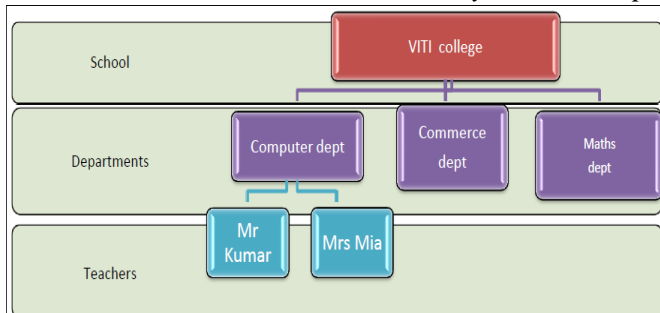 School
VITI college
Departments
Computer dept
Commerce
dept
Maths
dept
Teachers
Mr
Kumar
Mrs Mia